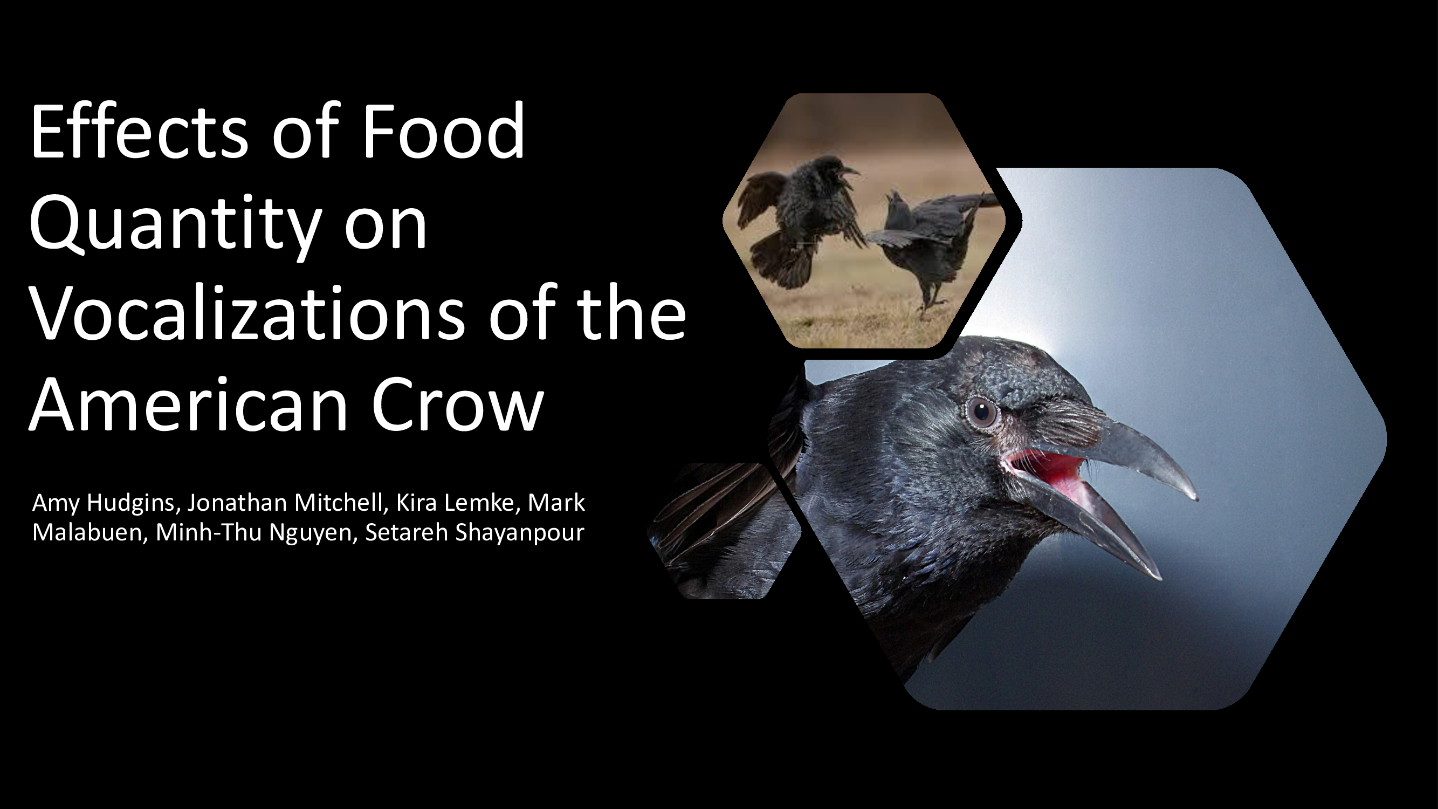 Effects of Food
Quantity on
Vocalizations of the
American Crow
Amy Hudgins, Jonathan Mitchell, Kira Lemke, Mark
Malabuen, Minh-Thu Nguyen, Setareh Shayanpour